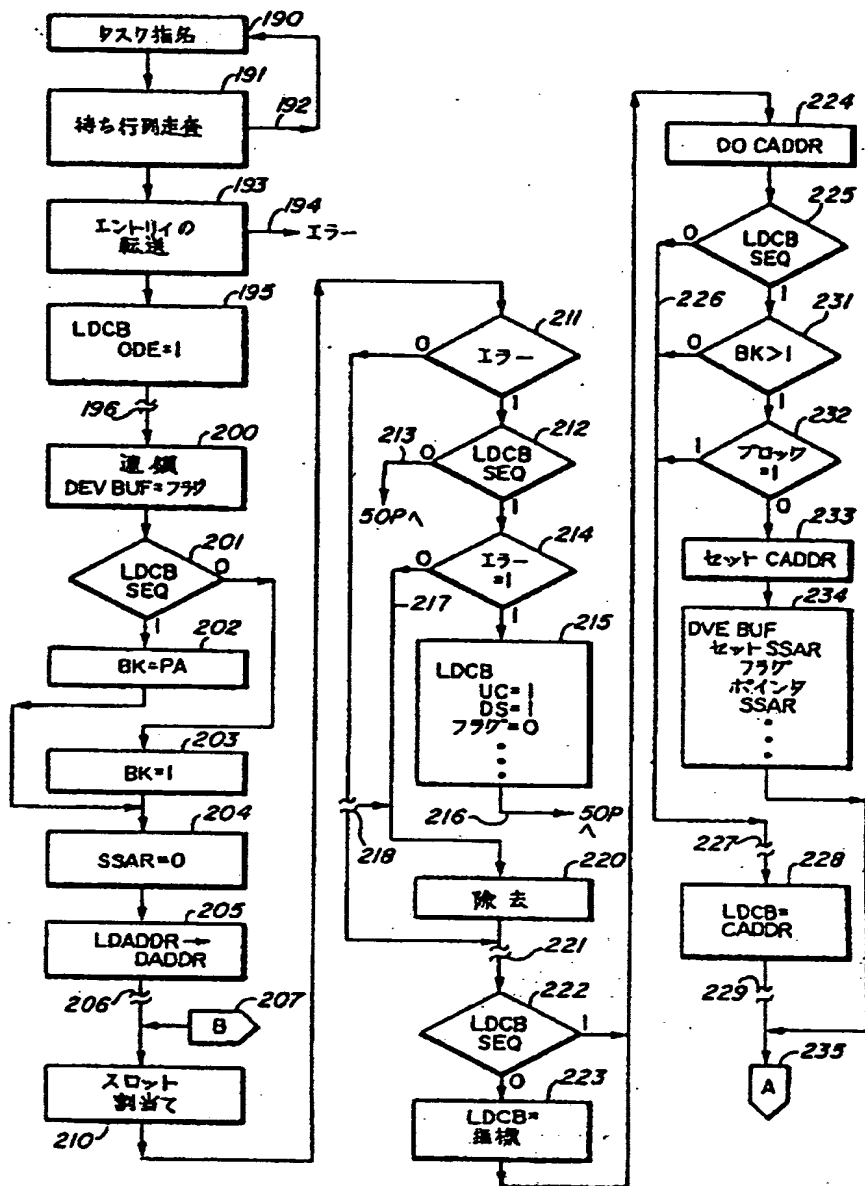 190
タスク指名
191
192
待ち行列走査
193
194
エントリィの
転送
エラー
195
LDCB
ODE=1
196
200
連鎖
DEV BUF=フラグ
201
LDCB
SEQ
0
1
202
BK=PA
203
BK=1
204
SSAR=0
205
LDADDR→
DADDR
206
207
B
スロット
割当て
210
211
0
エラー
1
212
213
0
LDCB
SEQ
50Pへ
1
214
0
エラー
=1
217
1
215
LDCB
UC=1
DS=1
フラグ=0
216
50P
へ
218
220
除去
221
222
LDCB
SEQ
1
0
223
LDCB=
224
DO CADDR
225
0
LDCB
SEQ
226
1
231
0
BK>1
1
232
1
ブロック
=1
0
233
セット CADDR
234
DVE BUF
セット SSAR
フラグ
ポインタ
SSAR
227
228
LDCB=
CADDR
229
235
A